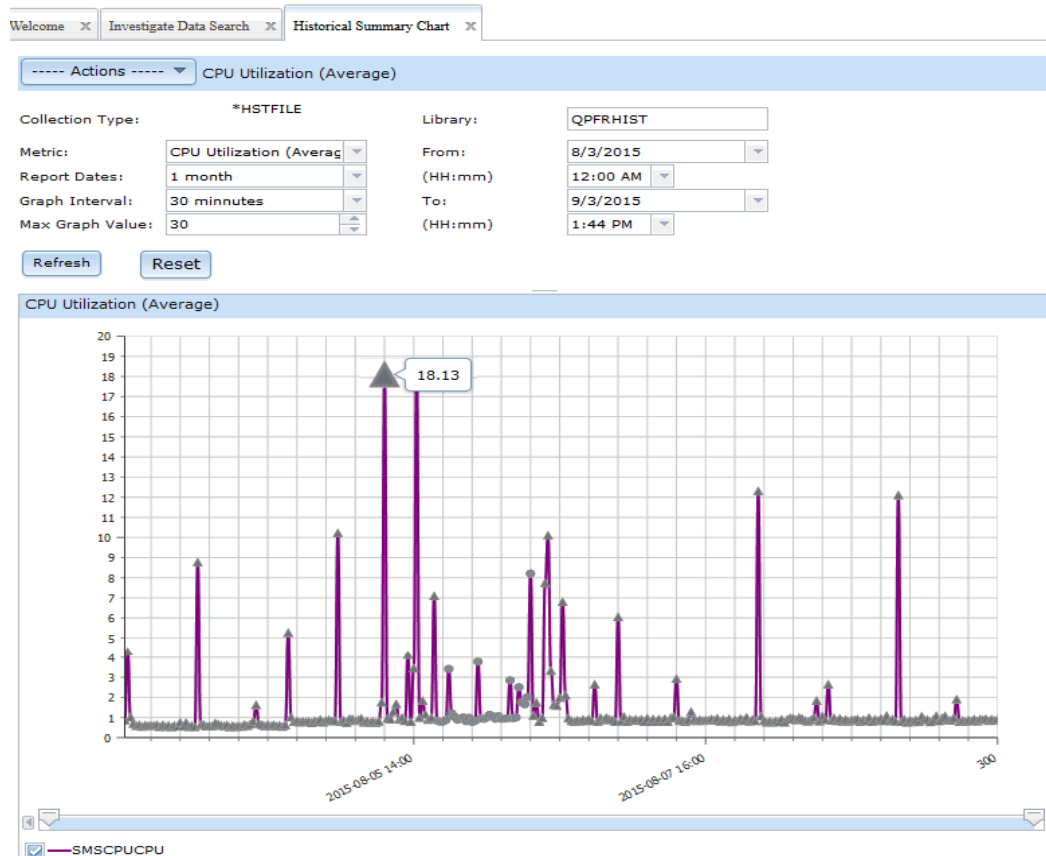 Welcome X Investigate Data Search X Historical Summary Chart X
----- Actions ----- CPU Utilization (Average)
Collection Type: *HSTFILE Library: QPFRHIST
Metric: CPU Utilization (Averag From: 8/3/2015
Report Dates: 1 month (HH:mm) 12:00 AM
Graph Interval: 30 minnutes To: 9/3/2015
Max Graph Value: 30 (HH:mm) 1:44 PM
Refresh Reset
CPU Utilization (Average)
20
19
18 18.13
17
16
15
14
13
12
11
10
9
8
7
6
5
4
3
2
1
0
2015-08-05 14:00 2015-08-07 16:00 300
SMSCPUCPU